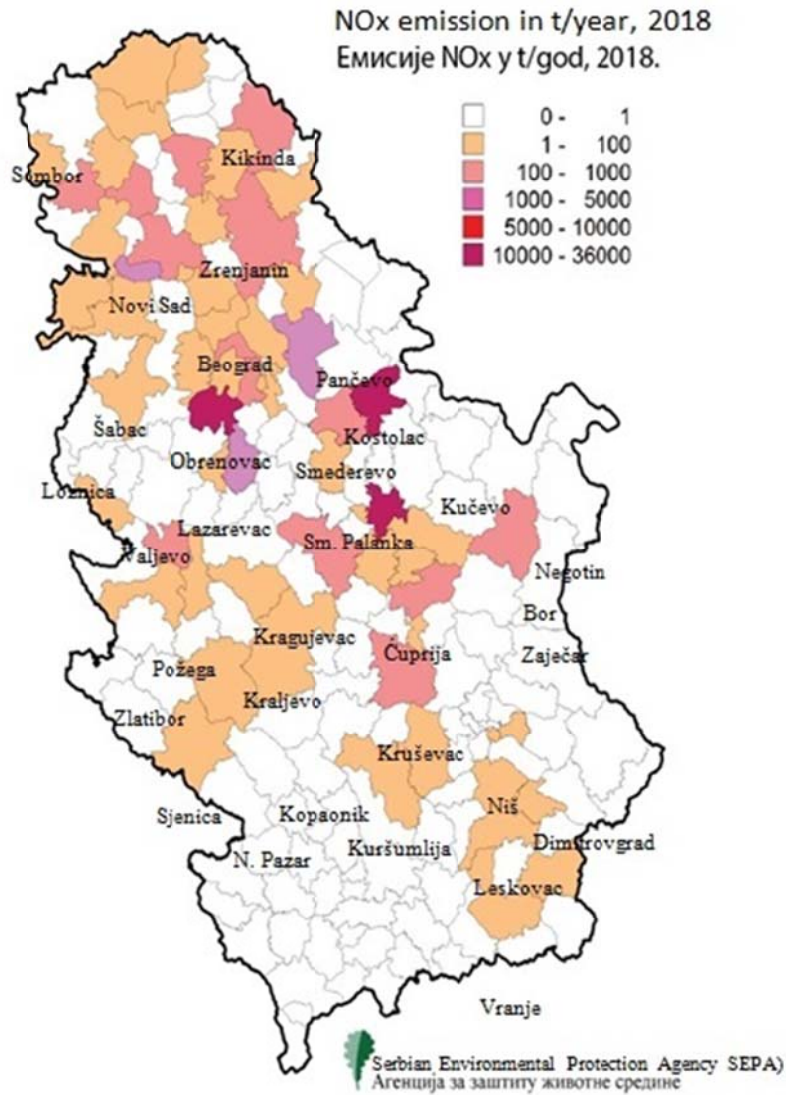 NOx emission in t/year, 2018
Емисије NOx у t/god, 2018.
0 - 1
1 - 100
100 - 1000
1000 - 5000
5000 - 10000
10000 - 36000
Kikinda
Sombor
Zrenjanin
Novi Sad
Beograd
Pančevo
Šabac
Kostolac
Obrenovac
Smederevo
Loznica
Kučevo
Lazarevac
Sm. Palanka
Valjevo
Negotin
Bor
Kragujevac
Ćuprija
Zaječar
Požega
Kraljevo
Zlatibor
Kruševac
Niš
Sjenica
Kopaonik
Dimitrovgrad
Kuršumlija
N. Pazar
Leskovac
Vranje
Serbian Environmental Protection Agency SEPA)
Агенција за заштиту животне средине